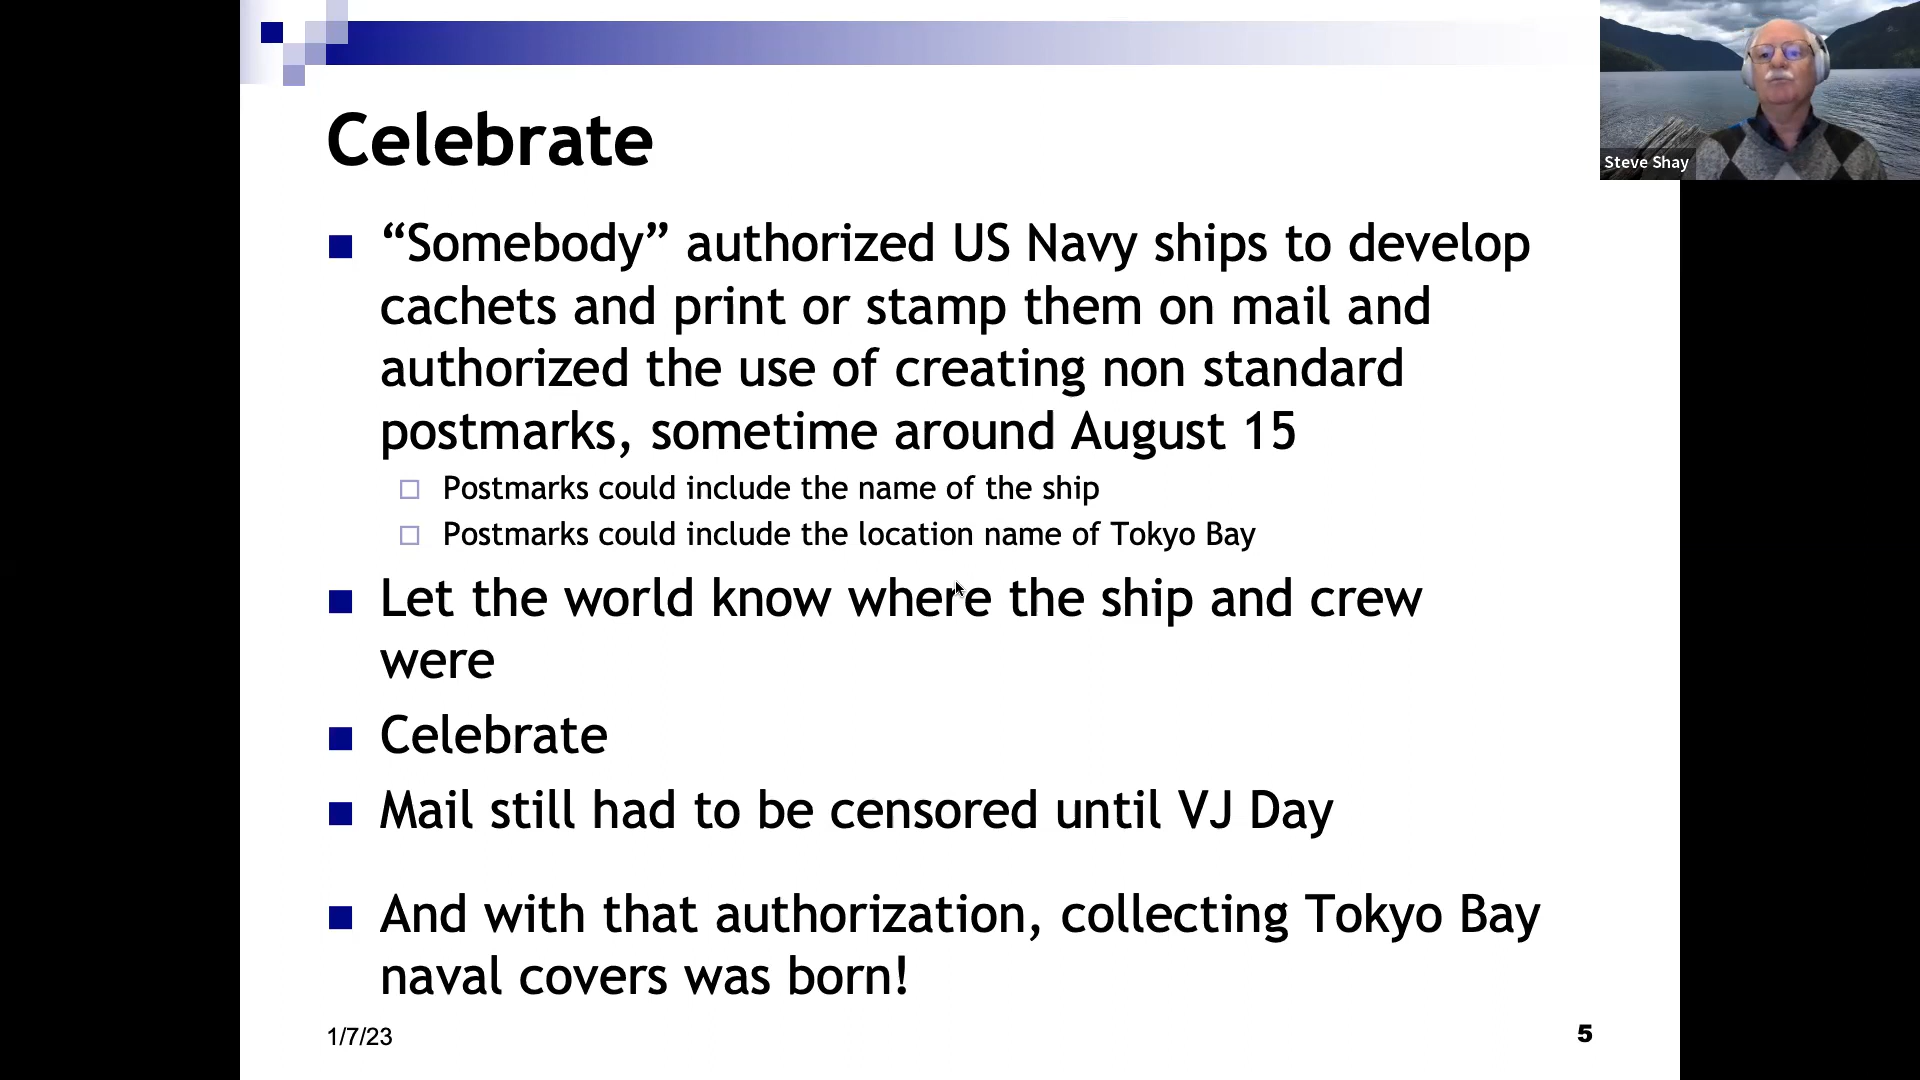 Celebrate
“Somebody” authorized US Navy ships to develop
cachets and print or stamp them on mail and
authorized the use of creating non standard
postmarks, sometime around August 15
Postmarks could include the name of the ship
Postmarks could include the location name of Tokyo Bay
Let the world know where the ship and crew
were
Celebrate
Mail still had to be censored until VJ Day
And with that authorization, collecting Tokyo Bay
naval covers was born!
1/7/23
5
Steve Shay